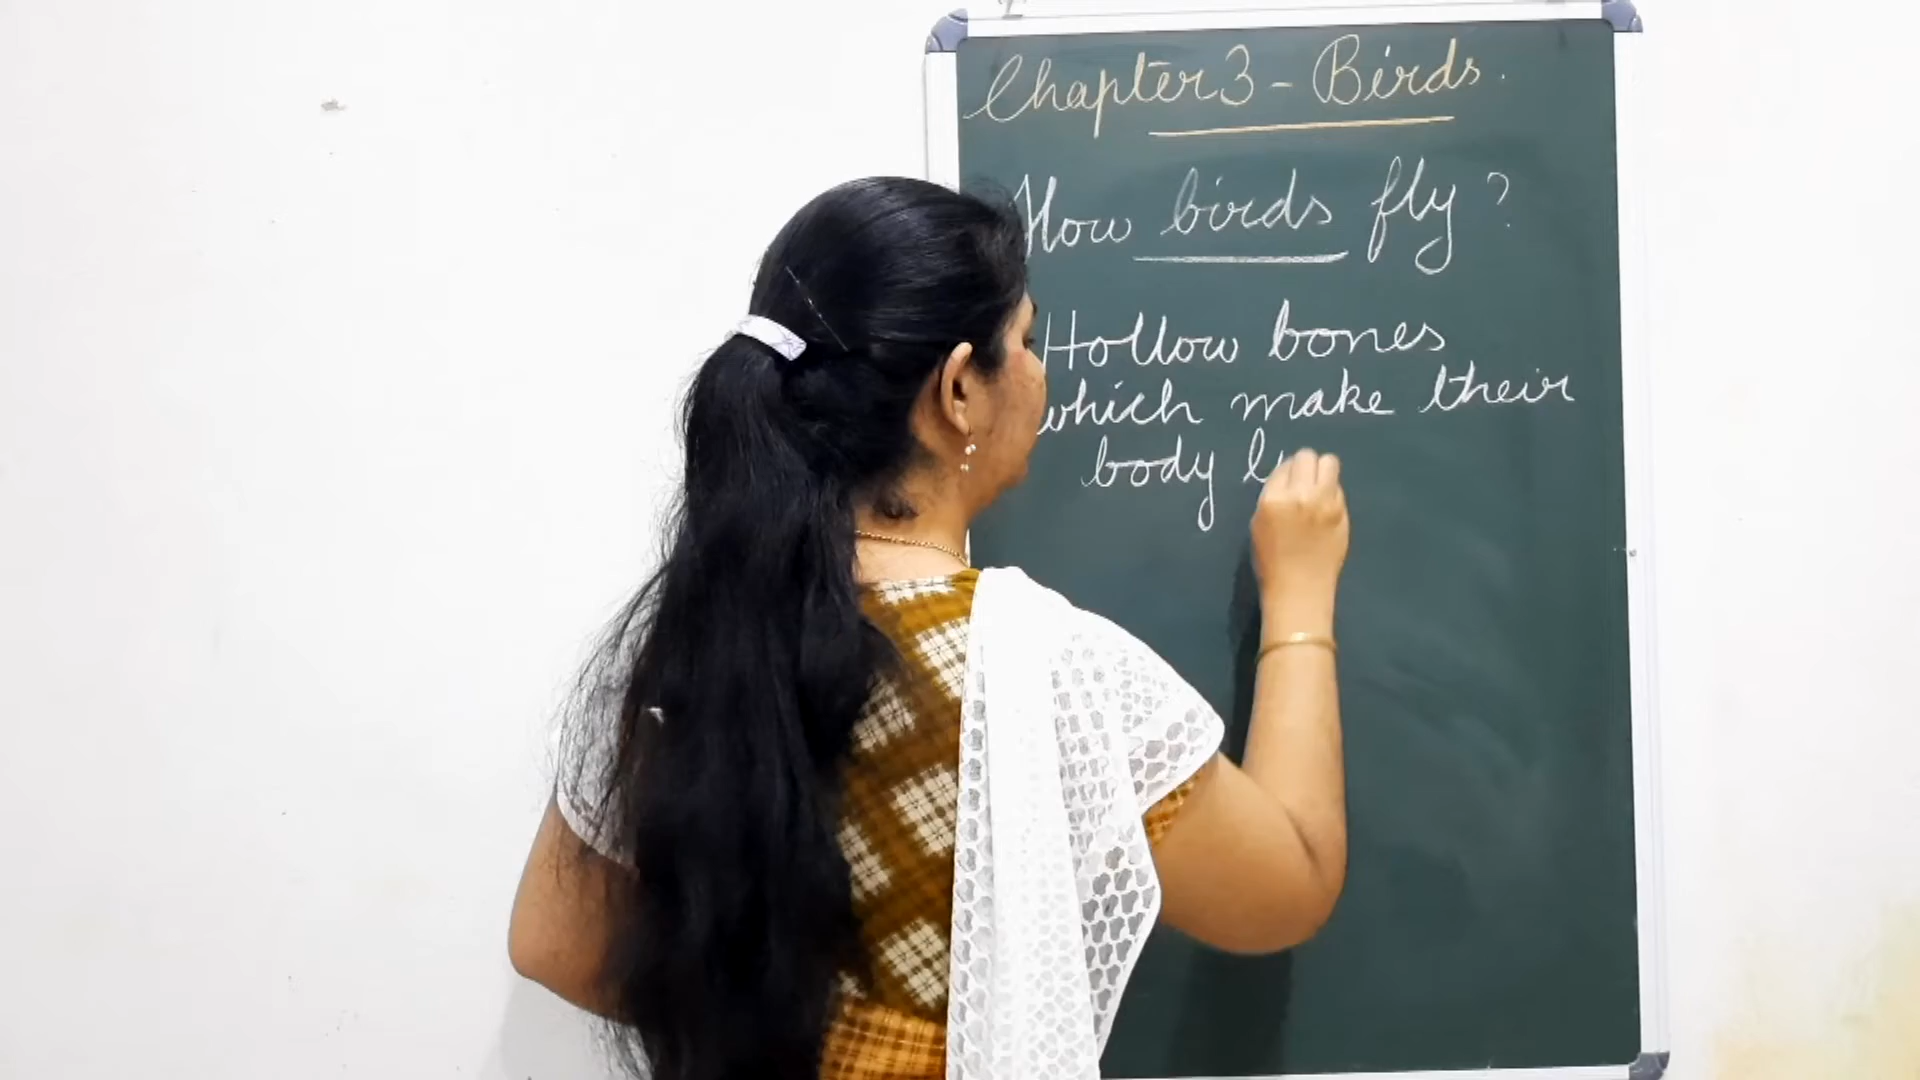 Chapter 3 - Birds.
How birds fly?
Hollow bones
which make their
body